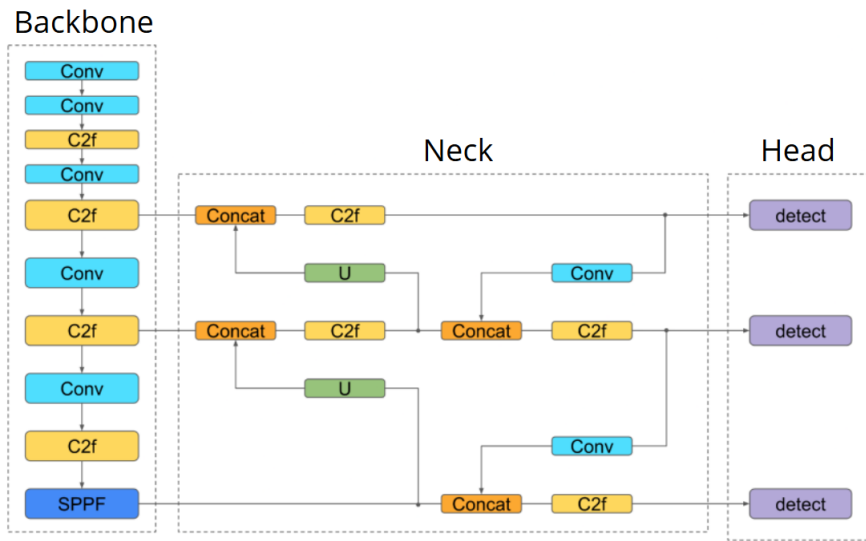 Backbone
Conv
Conv
C2f
Conv
C2f
Conv
C2f
Conv
C2f
SPPF
Neck
Concat
C2f
U
Conv
Concat
C2f
Concat
C2f
U
Conv
Concat
C2f
Head
detect
detect
detect